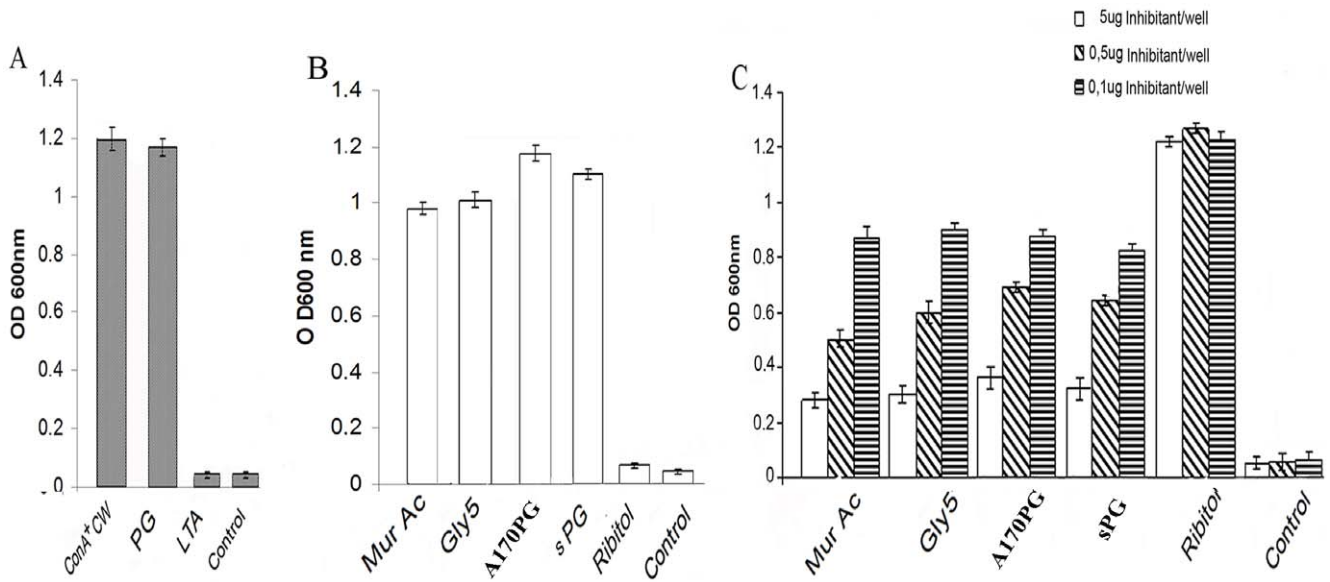 A
1.4
1.2
1
0.8
0.6
0.4
0.2
0
OD 600nm
ConA+CW
PG
LTA
Control
B
1.4
1.2
1
0.8
0.6
0.4
0.2
0
O D600 nm
Mur Ac
Gly5
A170PG
s PG
Ribitol
Control
5ug Inhibitant/well
0,5ug Inhibitant/well
0,1ug Inhibitant/well
C
1.4
1.2
1
0.8
0.6
0.4
0.2
0
OD 600nm
Mur Ac
Gly5
A170PG
sPG
Ribitol
Control